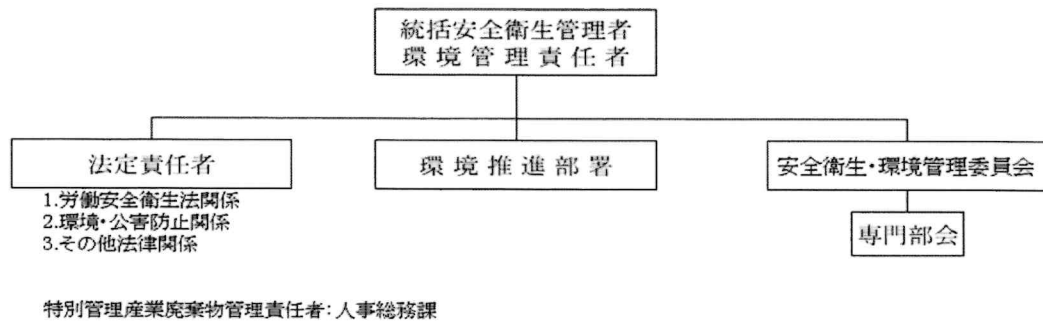 統括安全衛生管理者
環境管理責任者
法定責任者
環境推進部署
安全衛生・環境管理委員会
1.労働安全衛生法関係
2.環境・公害防止関係
3.その他法律関係
専門部会
特別管理産業廃棄物管理責任者：人事総務課